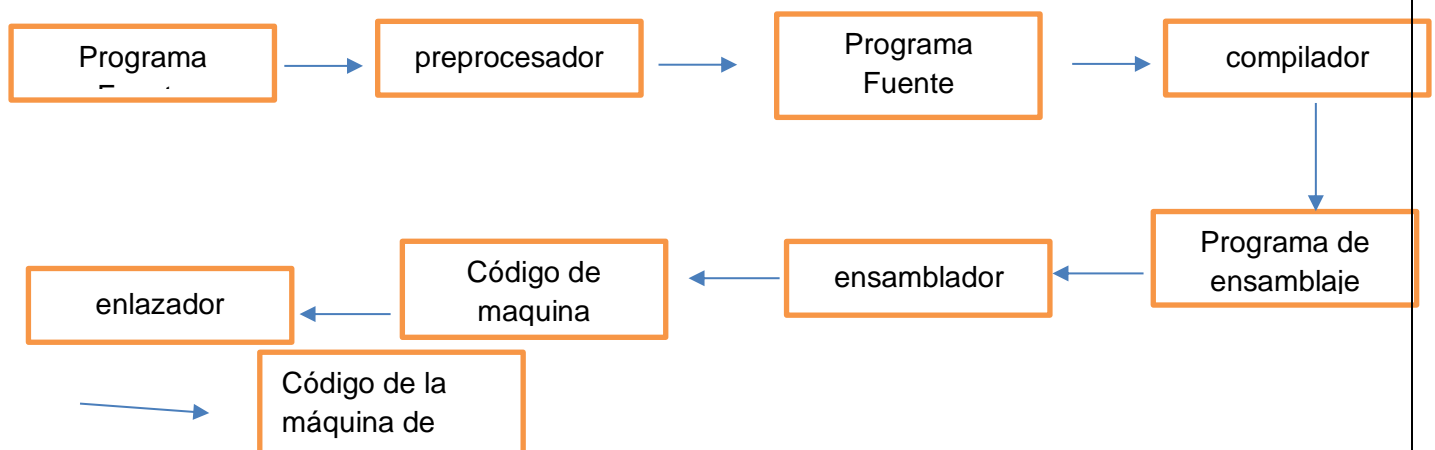 Programa
preprocesador
Programa
Fuente
compilador
Programa de
ensamblaje
ensamblador
Código de
maquina
enlazador
Código de la
máquina de